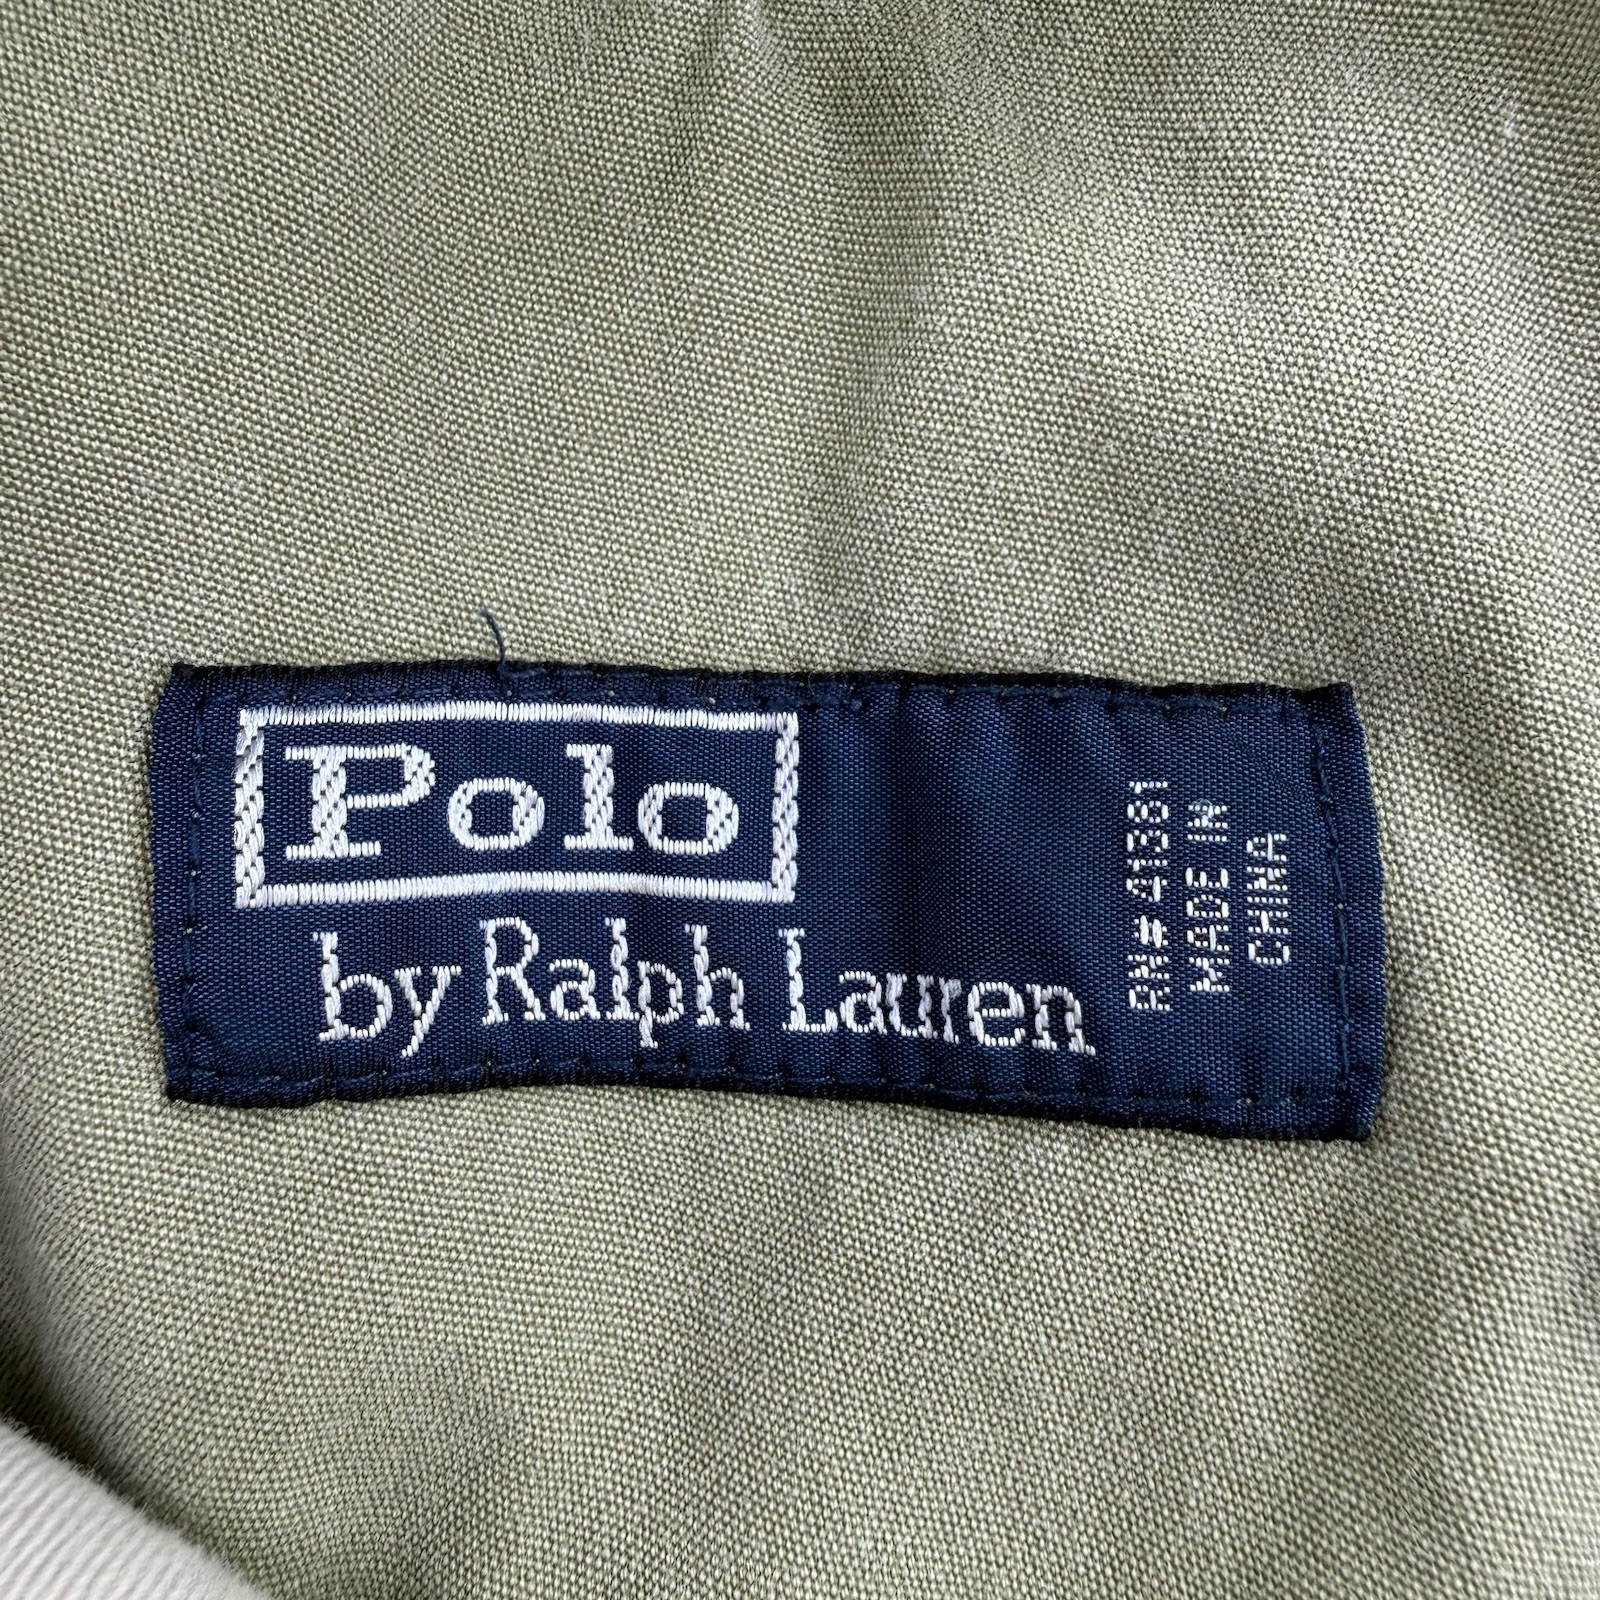 Polo
by Ralph Lauren
RN# 41381
MADE IN
CHINA